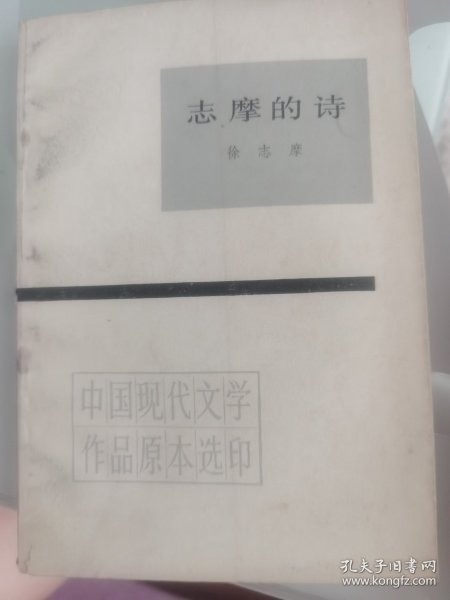 志摩的诗
徐志摩
中国现代文学
作品原本选印
孔夫子旧书网
www.kongfz.com